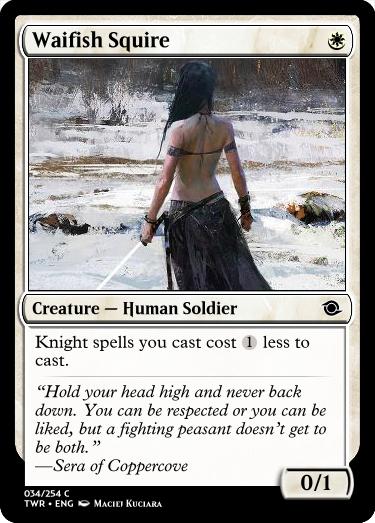 Waifish Squire
Creature — Human Soldier
Knight spells you cast cost 1 less to
cast.
“Hold your head high and never back
down. You can be respected or you can be
liked, but a fighting peasant doesn’t get to
be both.”
—Sera of Coppercove
0/1
034/254 C
TWR • ENG Maciej Kuciara